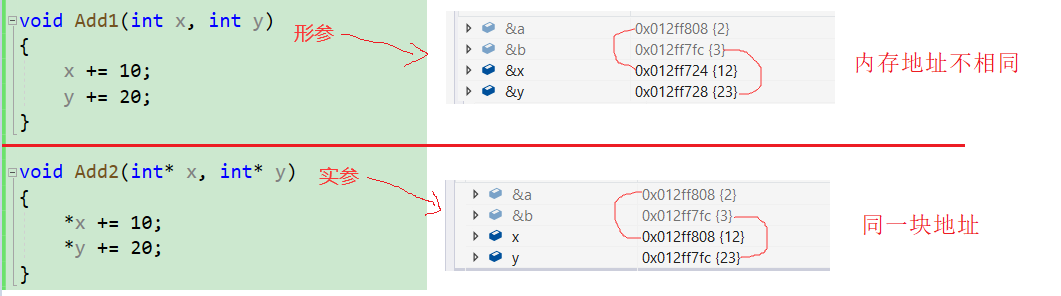 void Add1(int x, int y)
{
x += 10;
y += 20;
}
形参
&a 0x012ff808 {2}
&b 0x012ff7fc {3}
&x 0x012ff724 {12}
&y 0x012ff728 {23}
内存地址不相同
void Add2(int* x, int* y)
{
*x += 10;
*y += 20;
}
实参
&a 0x012ff808 {2}
&b 0x012ff7fc {3}
x 0x012ff808 {12}
y 0x012ff7fc {23}
同一块地址